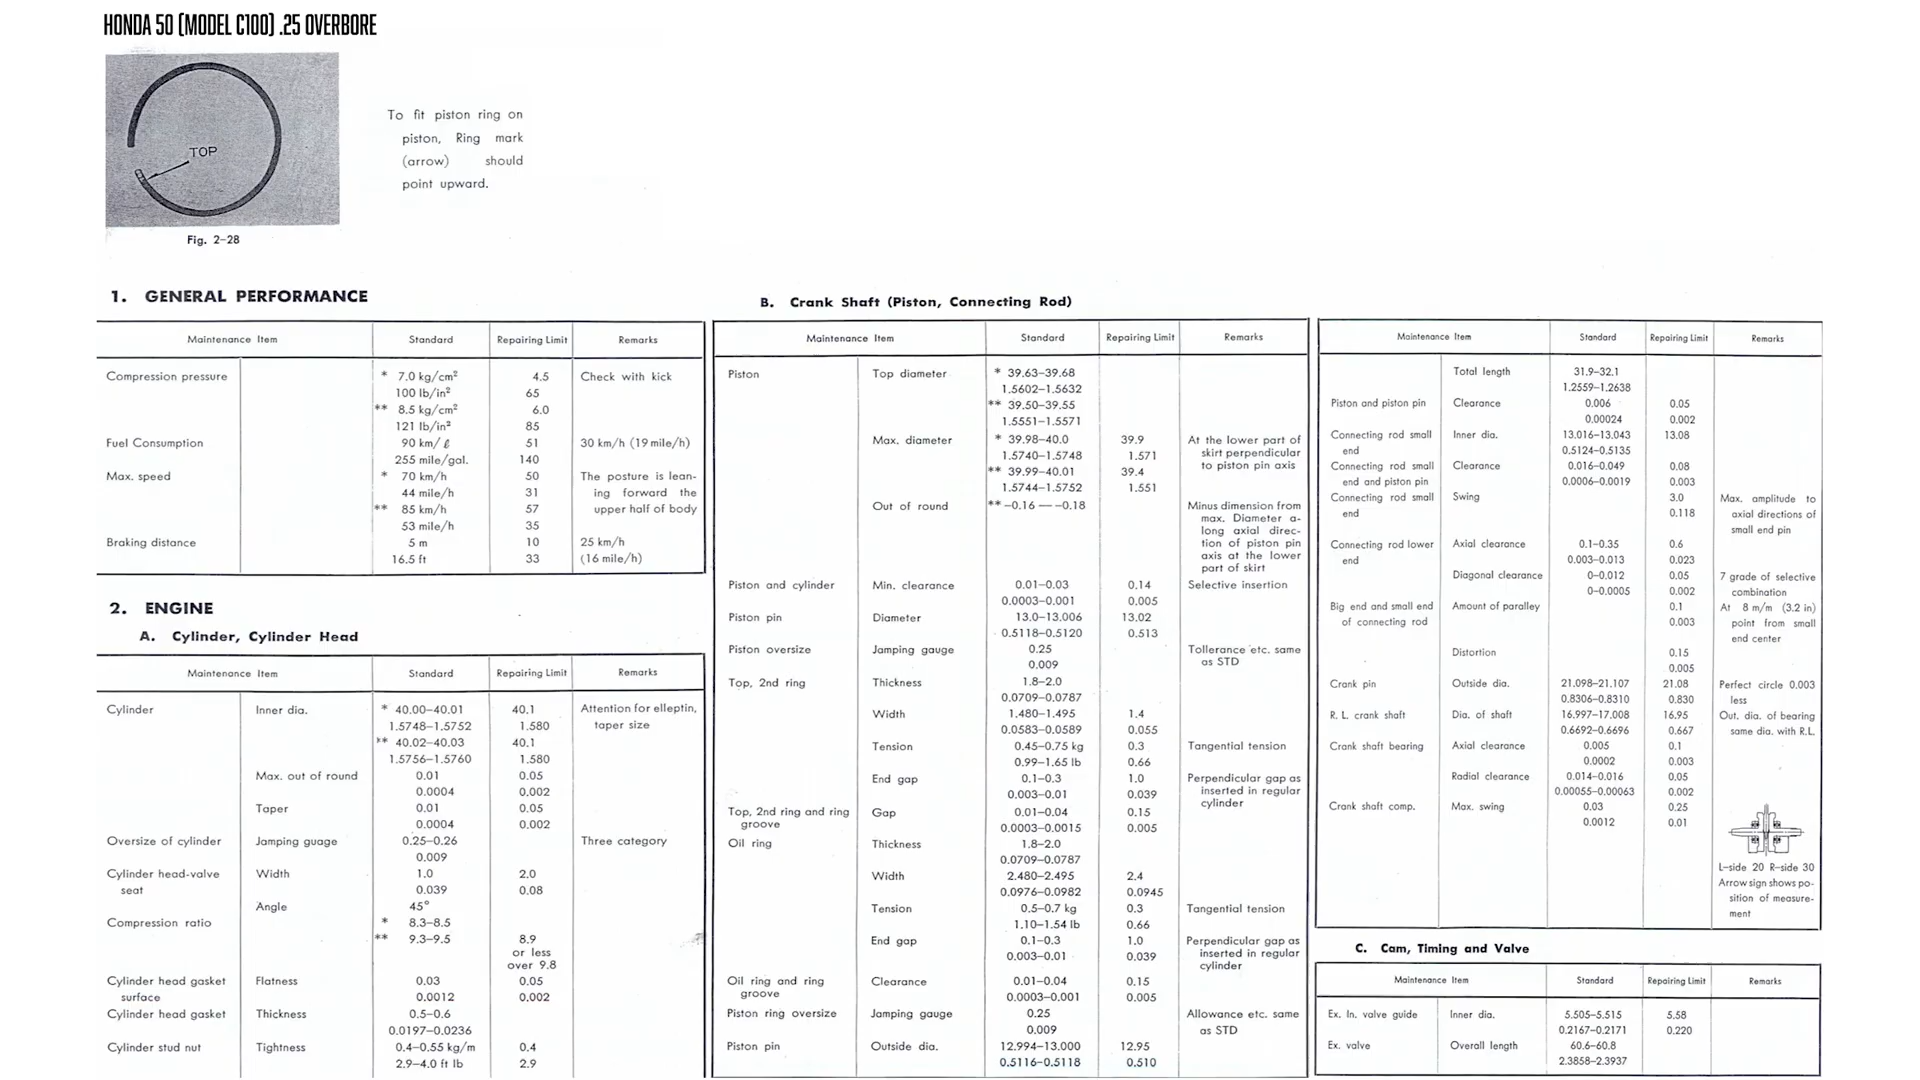 HONDA 50 (MODEL C100) .25 OVERBORE
TOP
To fit piston ring on
piston, Ring mark
(arrow) should
point upward.
Fig. 2-28
1. GENERAL PERFORMANCE
Maintenance Item Standard Repairing Limit Remarks
Compression pressure * 7.0 kg/cm² 4.5 Check with kick
100 lb/in² 65
** 8.5 kg/cm² 6.0
121 lb/in² 85
Fuel Consumption 90 km/ℓ 51 30 km/h (19 mile/h)
255 mile/gal. 140
Max. speed * 70 km/h 50 The posture is lean-
44 mile/h 31 ing forward the
** 85 km/h 57 upper half of body
53 mile/h 35
Braking distance 5 m 10 25 km/h
16.5 ft 33 (16 mile/h)
2. ENGINE
A. Cylinder, Cylinder Head
Maintenance Item Standard Repairing Limit Remarks
Cylinder Inner dia. * 40.00–40.01 40.1 Attention for elleptin,
1.5748–1.5752 1.580 taper size
** 40.02–40.03 40.1
1.5756–1.5760 1.580
Max. out of round 0.01 0.05
0.0004 0.002
Taper 0.01 0.05
0.0004 0.002
Oversize of cylinder Jamping guage 0.25–0.26 Three category
0.009
Cylinder head-valve Width 1.0 2.0
seat 0.039 0.08
Angle 45°
Compression ratio * 8.3–8.5
** 9.3–9.5 8.9
or less
over 9.8
Cylinder head gasket Flatness 0.03 0.05
surface 0.0012 0.002
Cylinder head gasket Thickness 0.5–0.6
0.0197–0.0236
Cylinder stud nut Tightness 0.4–0.55 kg/m 0.4
2.9–4.0 ft lb 2.9
B. Crank Shaft (Piston, Connecting Rod)
Maintenance Item Standard Repairing Limit Remarks
Piston Top diameter * 39.63–39.68
1.5602–1.5632
** 39.50–39.55
1.5551–1.5571
Max. diameter * 39.98–40.0 39.9 At the lower part of
1.5740–1.5748 1.571 skirt perpendicular
** 39.99–40.01 39.4 to piston pin axis
1.5744–1.5752 1.551
Out of round ** –0.16 — –0.18 Minus dimension from
max. Diameter a-
long axial direc-
tion of piston pin
axis at the lower
part of skirt
Piston and cylinder Min. clearance 0.01–0.03 0.14 Selective insertion
0.0003–0.001 0.005
Piston pin Diameter 13.0–13.006 13.02
0.5118–0.5120 0.513
Piston oversize Jamping gauge 0.25 Tollerance etc. same
0.009 as STD
Top, 2nd ring Thickness 1.8–2.0
0.0709–0.0787
Width 1.480–1.495 1.4
0.0583–0.0589 0.055
Tension 0.45–0.75 kg 0.3 Tangential tension
0.99–1.65 lb 0.66
End gap 0.1–0.3 1.0 Perpendicular gap as
0.003–0.01 0.039 inserted in regular
cylinder
Top, 2nd ring and ring Gap 0.01–0.04 0.15
groove 0.0003–0.0015 0.005
Oil ring Thickness 1.8–2.0
0.0709–0.0787
Width 2.480–2.495 2.4
0.0976–0.0982 0.0945
Tension 0.5–0.7 kg 0.3 Tangential tension
1.10–1.54 lb 0.66
End gap 0.1–0.3 1.0 Perpendicular gap as
0.003–0.01 0.039 inserted in regular
cylinder
Oil ring and ring Clearance 0.01–0.04 0.15
groove 0.0003–0.001 0.005
Piston ring oversize Jamping gauge 0.25 Allowance etc. same
0.009 as STD
Piston pin Outside dia. 12.994–13.000 12.95
0.5116–0.5118 0.510
Maintenance Item Standard Repairing Limit Remarks
Total length 31.9–32.1
1.2559–1.2638
Piston and piston pin Clearance 0.006 0.05
0.00024 0.002
Connecting rod small Inner dia. 13.016–13.043 13.08
end 0.5124–0.5135
Connecting rod small Clearance 0.016–0.049 0.08
end and piston pin 0.0006–0.0019 0.003
Connecting rod small Swing 3.0 Max. amplitude to
end 0.118 axial directions of
small end pin
Connecting rod lower Axial clearance 0.1–0.35 0.6
end 0.003–0.013 0.023
Diagonal clearance 0–0.012 0.05 7 grade of selective
0–0.0005 0.002 combination
Big end and small end Amount of paralley 0.1 At 8 m/m (3.2 in)
of connecting rod 0.003 point from small
end center
Distortion 0.15
0.005
Crank pin Outside dia. 21.098–21.107 21.08 Perfect circle 0.003
0.8306–0.8310 0.830 less
R. L. crank shaft Dia. of shaft 16.997–17.008 16.95 Out. dia. of bearing
0.6692–0.6696 0.667 same dia. with R.L.
Crank shaft bearing Axial clearance 0.005 0.1
0.0002 0.003
Radial clearance 0.014–0.016 0.05
0.00055–0.00063 0.002
Crank shaft comp. Max. swing 0.03 0.25
0.0012 0.01
L–side 20 R–side 30
Arrow sign shows po-
sition of measure-
ment
C. Cam, Timing and Valve
Maintenance Item Standard Repairing Limit Remarks
Ex. In. valve guide Inner dia. 5.505–5.515 5.58
0.2167–0.2171 0.220
Ex. valve Overall length 60.6–60.8
2.3858–2.3937